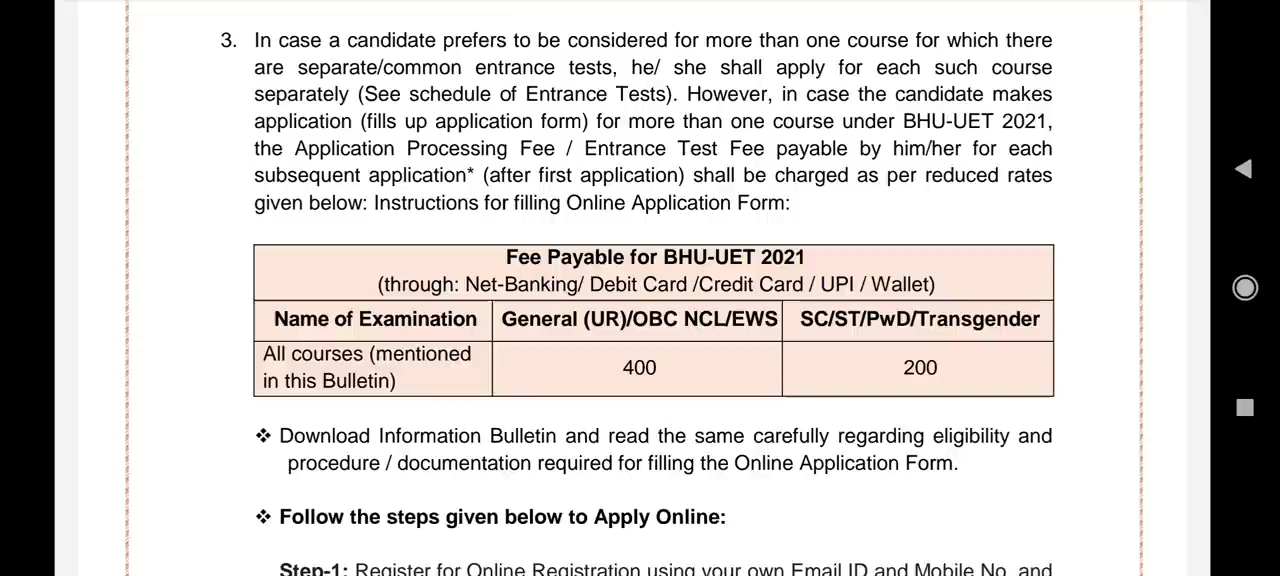 3. In case a candidate prefers to be considered for more than one course for which there
are separate/common entrance tests, he/ she shall apply for each such course
separately (See schedule of Entrance Tests). However, in case the candidate makes
application (fills up application form) for more than one course under BHU-UET 2021,
the Application Processing Fee / Entrance Test Fee payable by him/her for each
subsequent application* (after first application) shall be charged as per reduced rates
given below: Instructions for filling Online Application Form:
Fee Payable for BHU-UET 2021
(through: Net-Banking/ Debit Card /Credit Card / UPI / Wallet)
Name of Examination General (UR)/OBC NCL/EWS SC/ST/PwD/Transgender
All courses (mentioned
in this Bulletin) 400 200
❖ Download Information Bulletin and read the same carefully regarding eligibility and
procedure / documentation required for filling the Online Application Form.
❖ Follow the steps given below to Apply Online:
Step-1: Register for Online Registration using your own Email ID and Mobile No. and